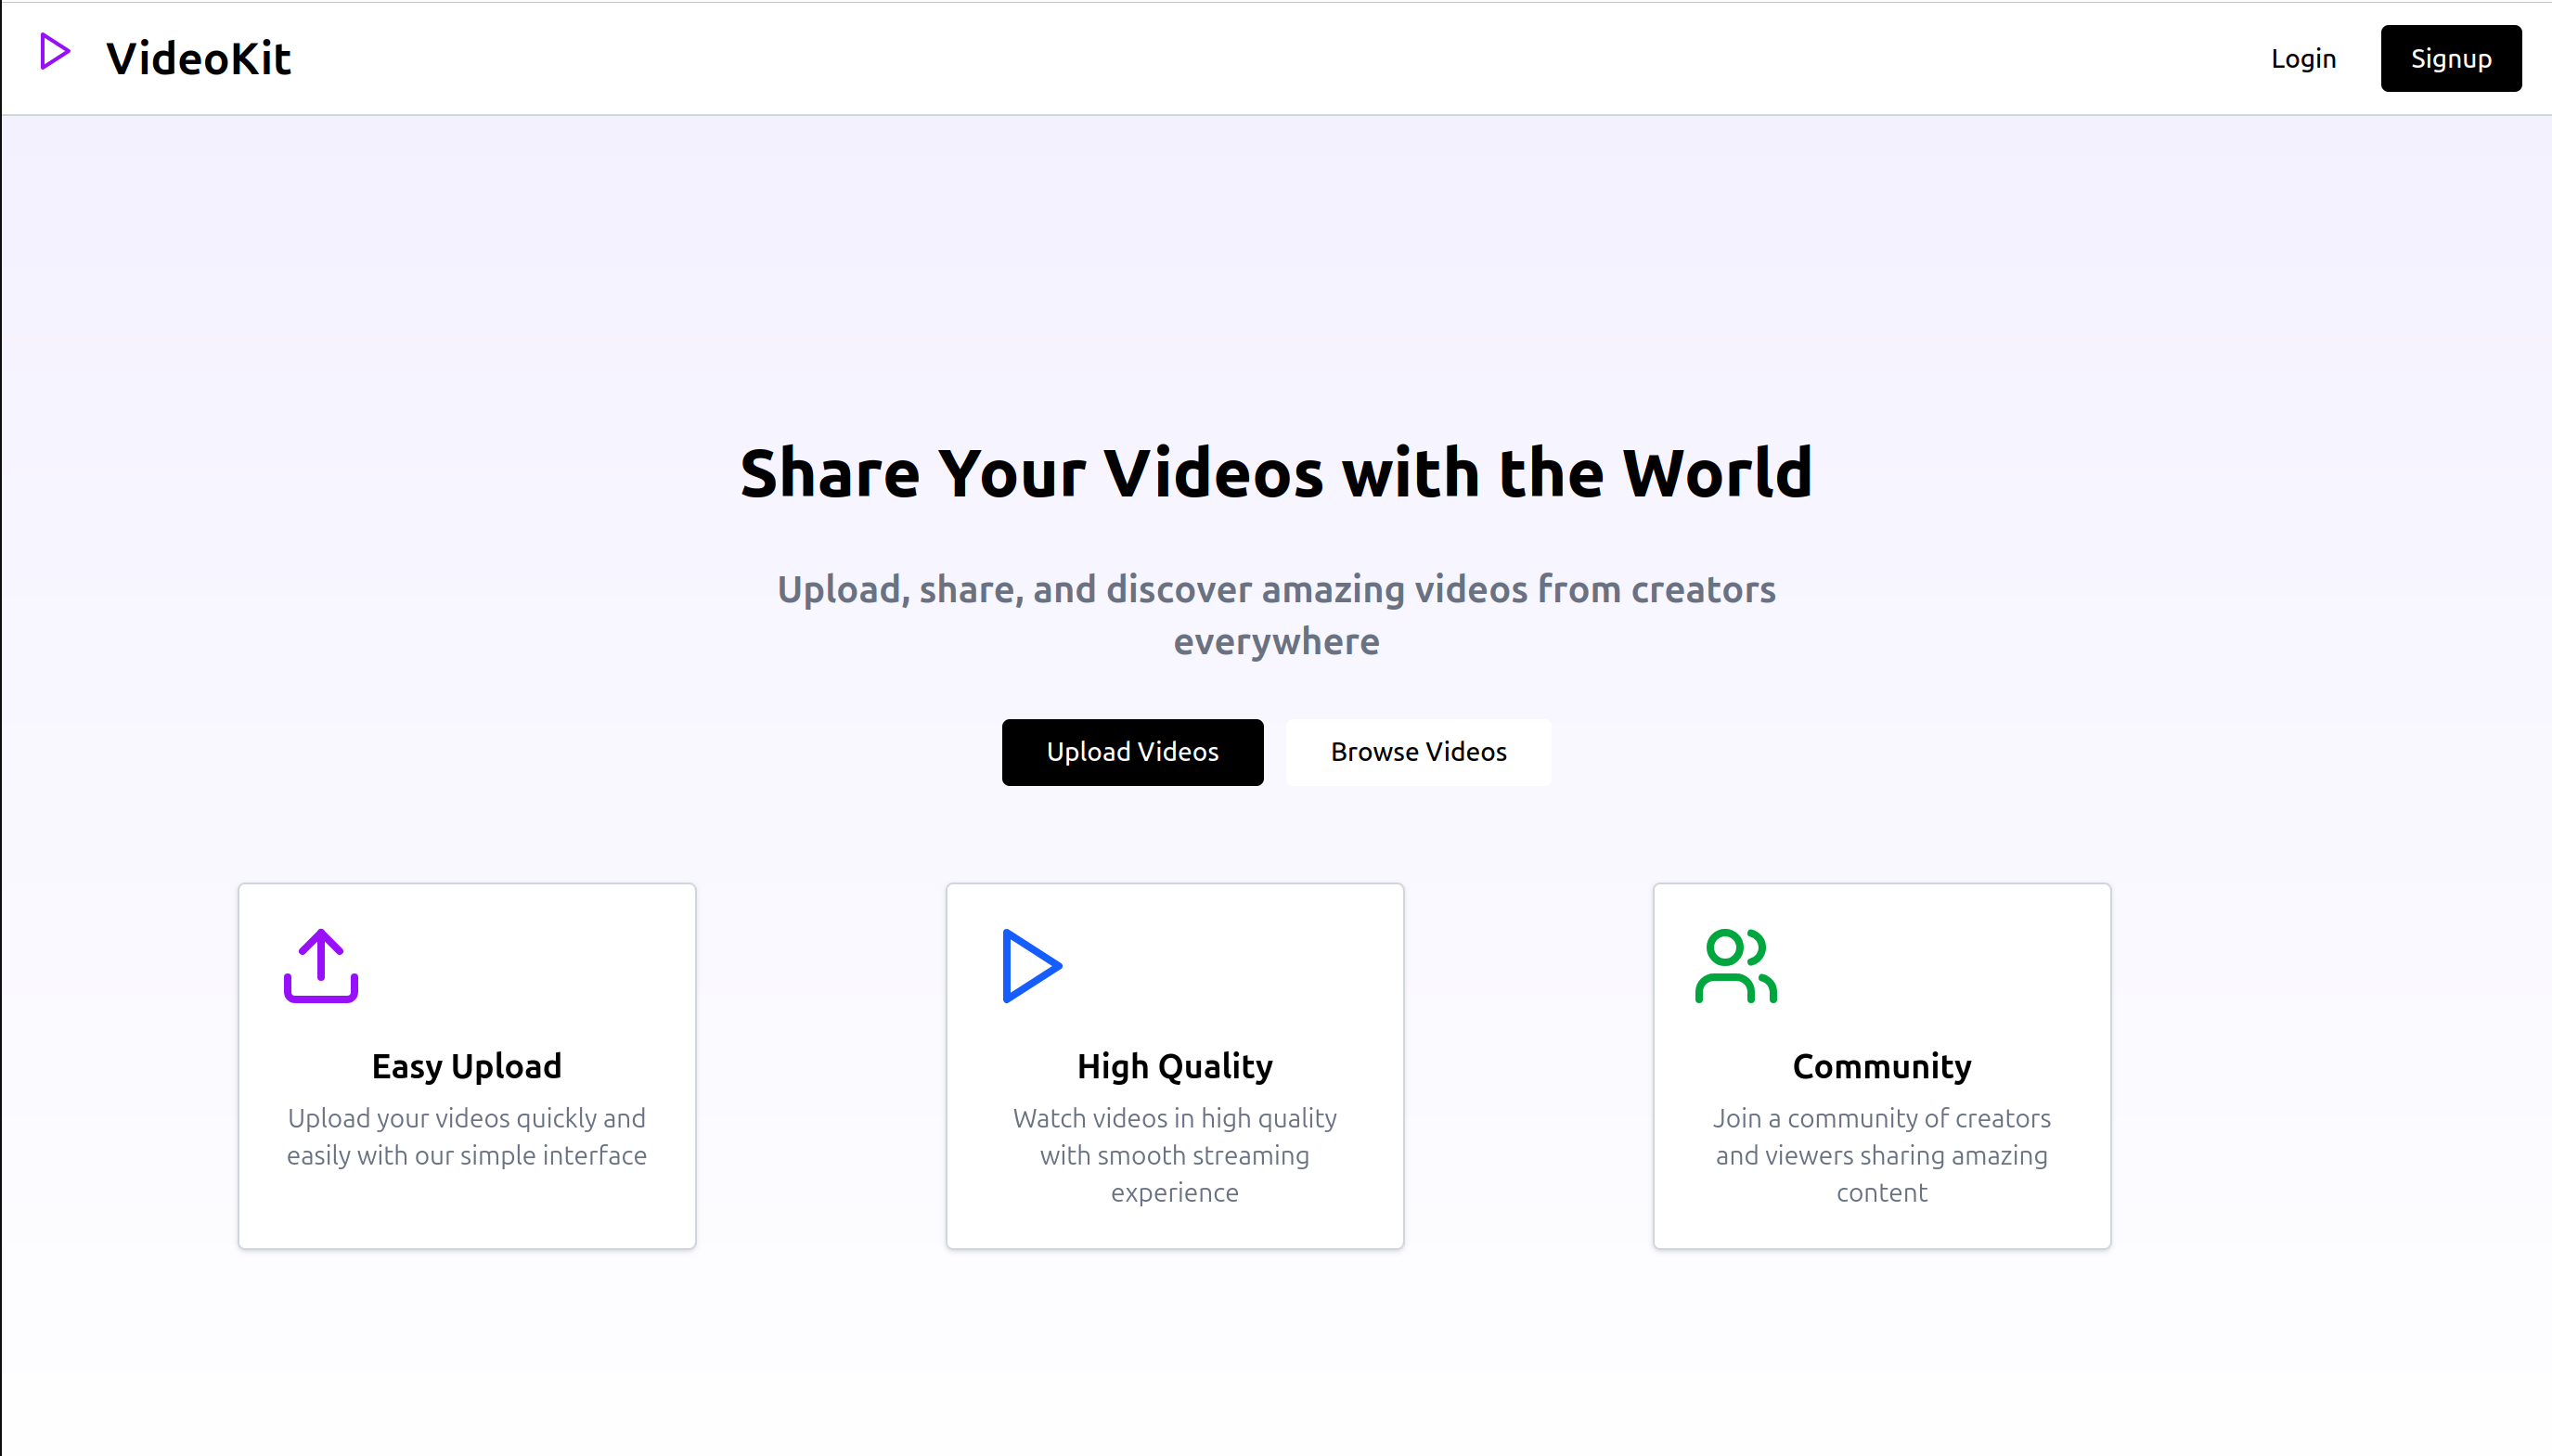 VideoKit
Login
Signup
Share Your Videos with the World
Upload, share, and discover amazing videos from creators
everywhere
Upload Videos
Browse Videos
Easy Upload
Upload your videos quickly and
easily with our simple interface
High Quality
Watch videos in high quality
with smooth streaming
experience
Community
Join a community of creators
and viewers sharing amazing
content